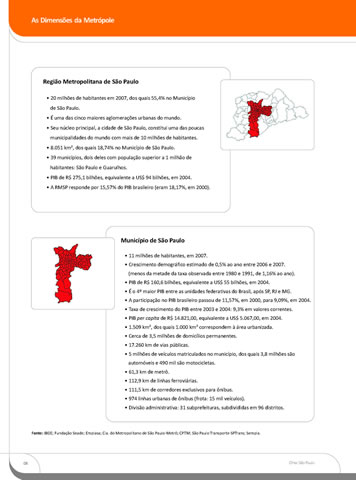 As Dimensões da Metrópole
Região Metropolitana de São Paulo
• 20 milhões de habitantes em 2007, dos quais 55,4% no Município
de São Paulo.
• É uma das cinco maiores aglomerações urbanas do mundo.
• Seu núcleo principal, a cidade de São Paulo, constitui uma das poucas
municipalidades do mundo com mais de 10 milhões de habitantes.
• 8.051 km², dos quais 18,74% no Município de São Paulo.
• 39 municípios, dois deles com população superior a 1 milhão de
habitantes: São Paulo e Guarulhos.
• PIB de R$ 275,1 bilhões, equivalente a US$ 94 bilhões, em 2004.
• A RMSP responde por 15,57% do PIB brasileiro (eram 18,17%, em 2000).
Município de São Paulo
• 11 milhões de habitantes, em 2007.
• Crescimento demográfico estimado de 0,5% ao ano entre 2006 e 2007.
(menos da metade da taxa observada entre 1980 e 1991, de 1,16% ao ano).
• PIB de R$ 160,6 bilhões, equivalente a US$ 55 bilhões, em 2004.
• É o 4º maior PIB entre as unidades federativas do Brasil, após SP, RJ e MG.
• A participação no PIB brasileiro passou de 11,57%, em 2000, para 9,09%, em 2004.
• Taxa de crescimento do PIB entre 2003 e 2004: 9,3% em valores correntes.
• PIB per capita de R$ 14.821,00, equivalente a US$ 5.067,00, em 2004.
• 1.509 km², dos quais 1.000 km² correspondem à área urbanizada.
• Cerca de 3,5 milhões de domicílios permanentes.
• 17.260 km de vias públicas.
• 5 milhões de veículos matriculados no município, dos quais 3,8 milhões são
automóveis e 490 mil são motocicletas.
• 61,3 km de metrô.
• 112,9 km de linhas ferroviárias.
• 111,5 km de corredores exclusivos para ônibus.
• 974 linhas urbanas de ônibus (frota: 15 mil veículos).
• Divisão administrativa: 31 subprefeituras, subdivididas em 96 distritos.
Fonte: IBGE; Fundação Seade; Emplasa; Cia. do Metropolitano de São Paulo-Metrô; CPTM; São Paulo Transporte-SPTrans; Sempla.
São Paulo